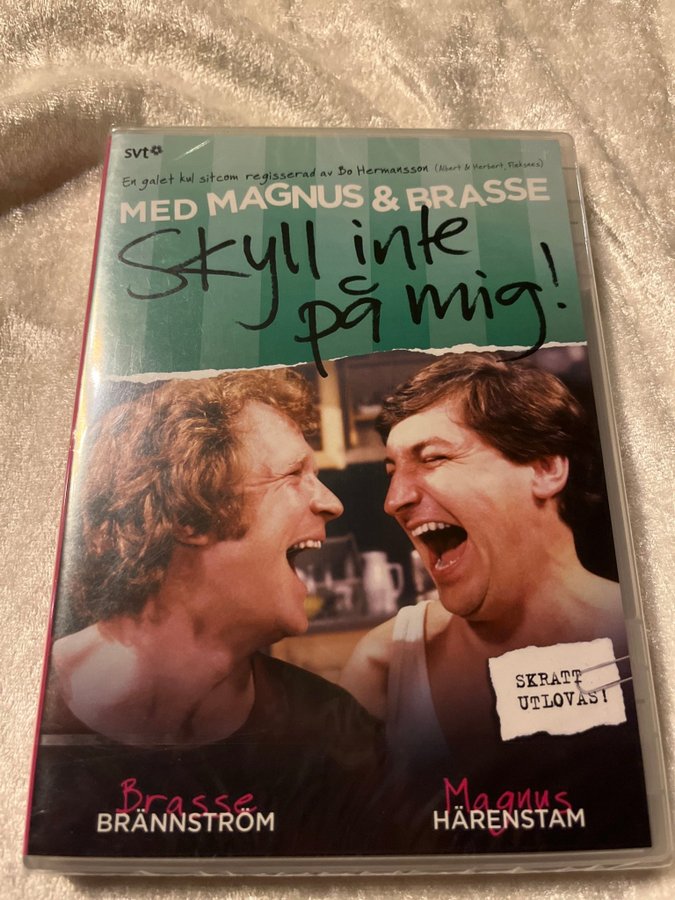 svt
En galet kul sitcom regisserad av Bo Hermansson (Albert & Herbert, Fleksnes)
MED MAGNUS & BRASSE
Skyll inte
på mig!
SKRATT
UTLOVAS!
Brasse
BRÄNNSTRÖM
Magnus
HÄRENSTAM